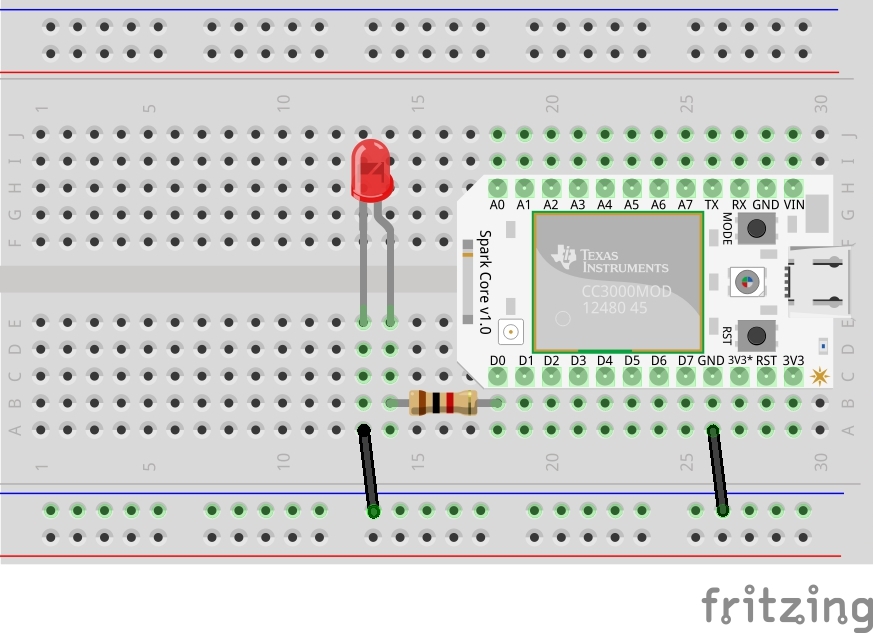 1 5 10 15 20 25 30
J
I
H
G
F
J
I
H
G
F
A0 A1 A2 A3 A4 A5 A6 A7 TX RX GND VIN
MODE
Spark Core v1.0
TEXAS
INSTRUMENTS
CC3000MOD
12480 45
RST
D0 D1 D2 D3 D4 D5 D6 D7 GND 3V3* RST 3V3
E
D
C
B
A
E
D
C
B
A
1 5 10 15 20 25 30
fritzing